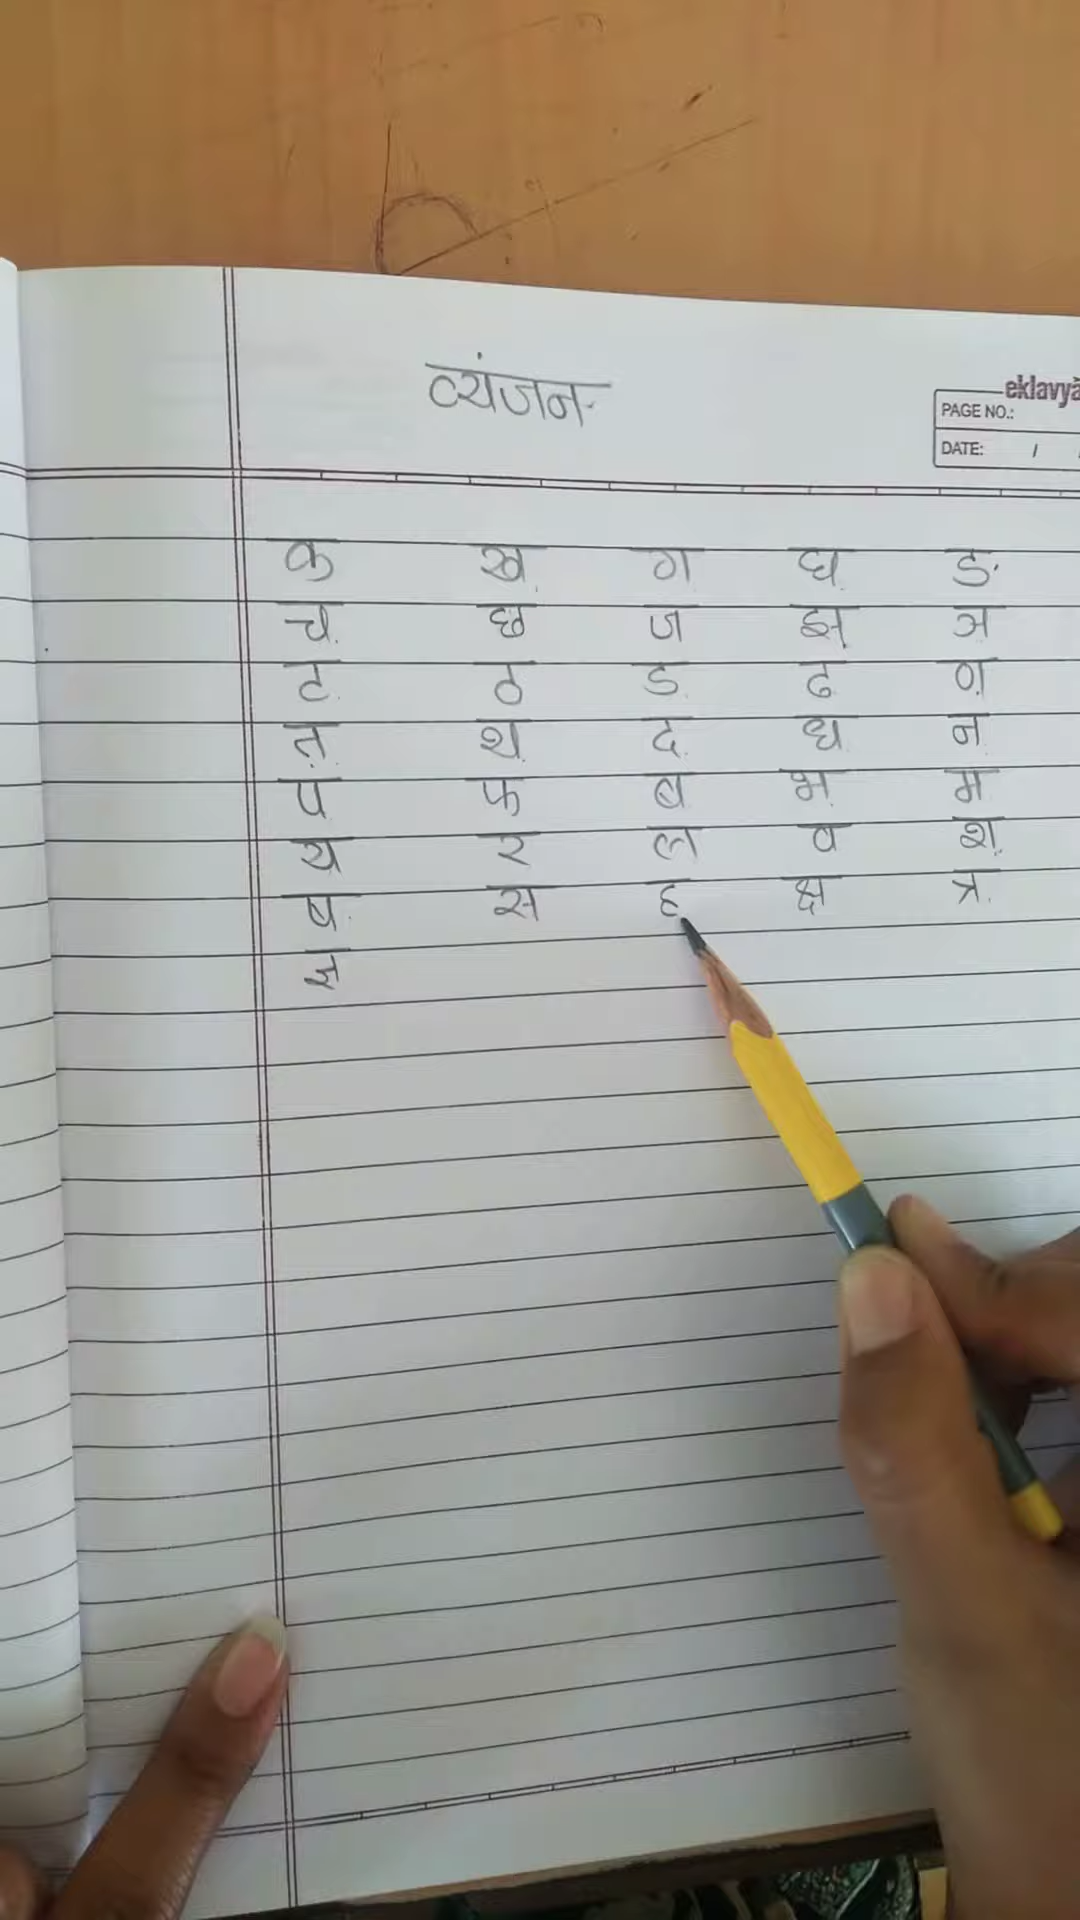 व्यंजन
eklavya
PAGE NO.:
DATE: / /
क ख ग घ ङ
च छ ज झ ञ
ट ठ ड ढ ण
त थ द ध न
प फ ब भ म
य र ल व श
ष स ह क्ष त्र
ज्ञ